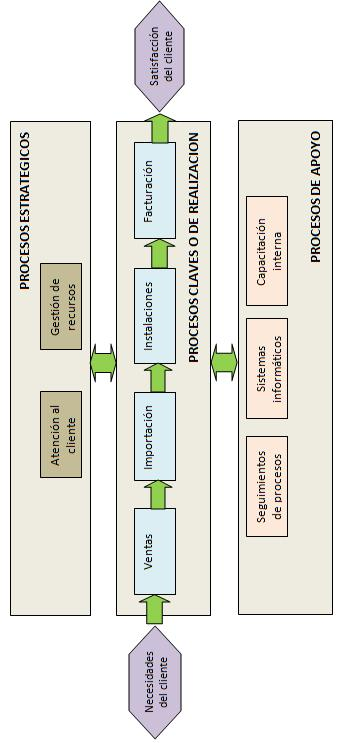 PROCESOS ESTRATEGICOS
Atención al
cliente
Gestión de
recursos
Necesidades
del cliente
Ventas
Importación
Instalaciones
Facturación
Satisfacción
del cliente
PROCESOS CLAVES O DE REALIZACION
Seguimientos
de procesos
Sistemas
informáticos
Capacitación
interna
PROCESOS DE APOYO